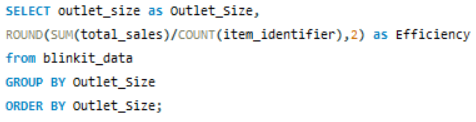 SELECT outlet_size as Outlet_Size,
ROUND(SUM(total_sales)/COUNT(item_identifier),2) as Efficiency
from blinkit_data
GROUP BY Outlet_Size
ORDER BY Outlet_Size;